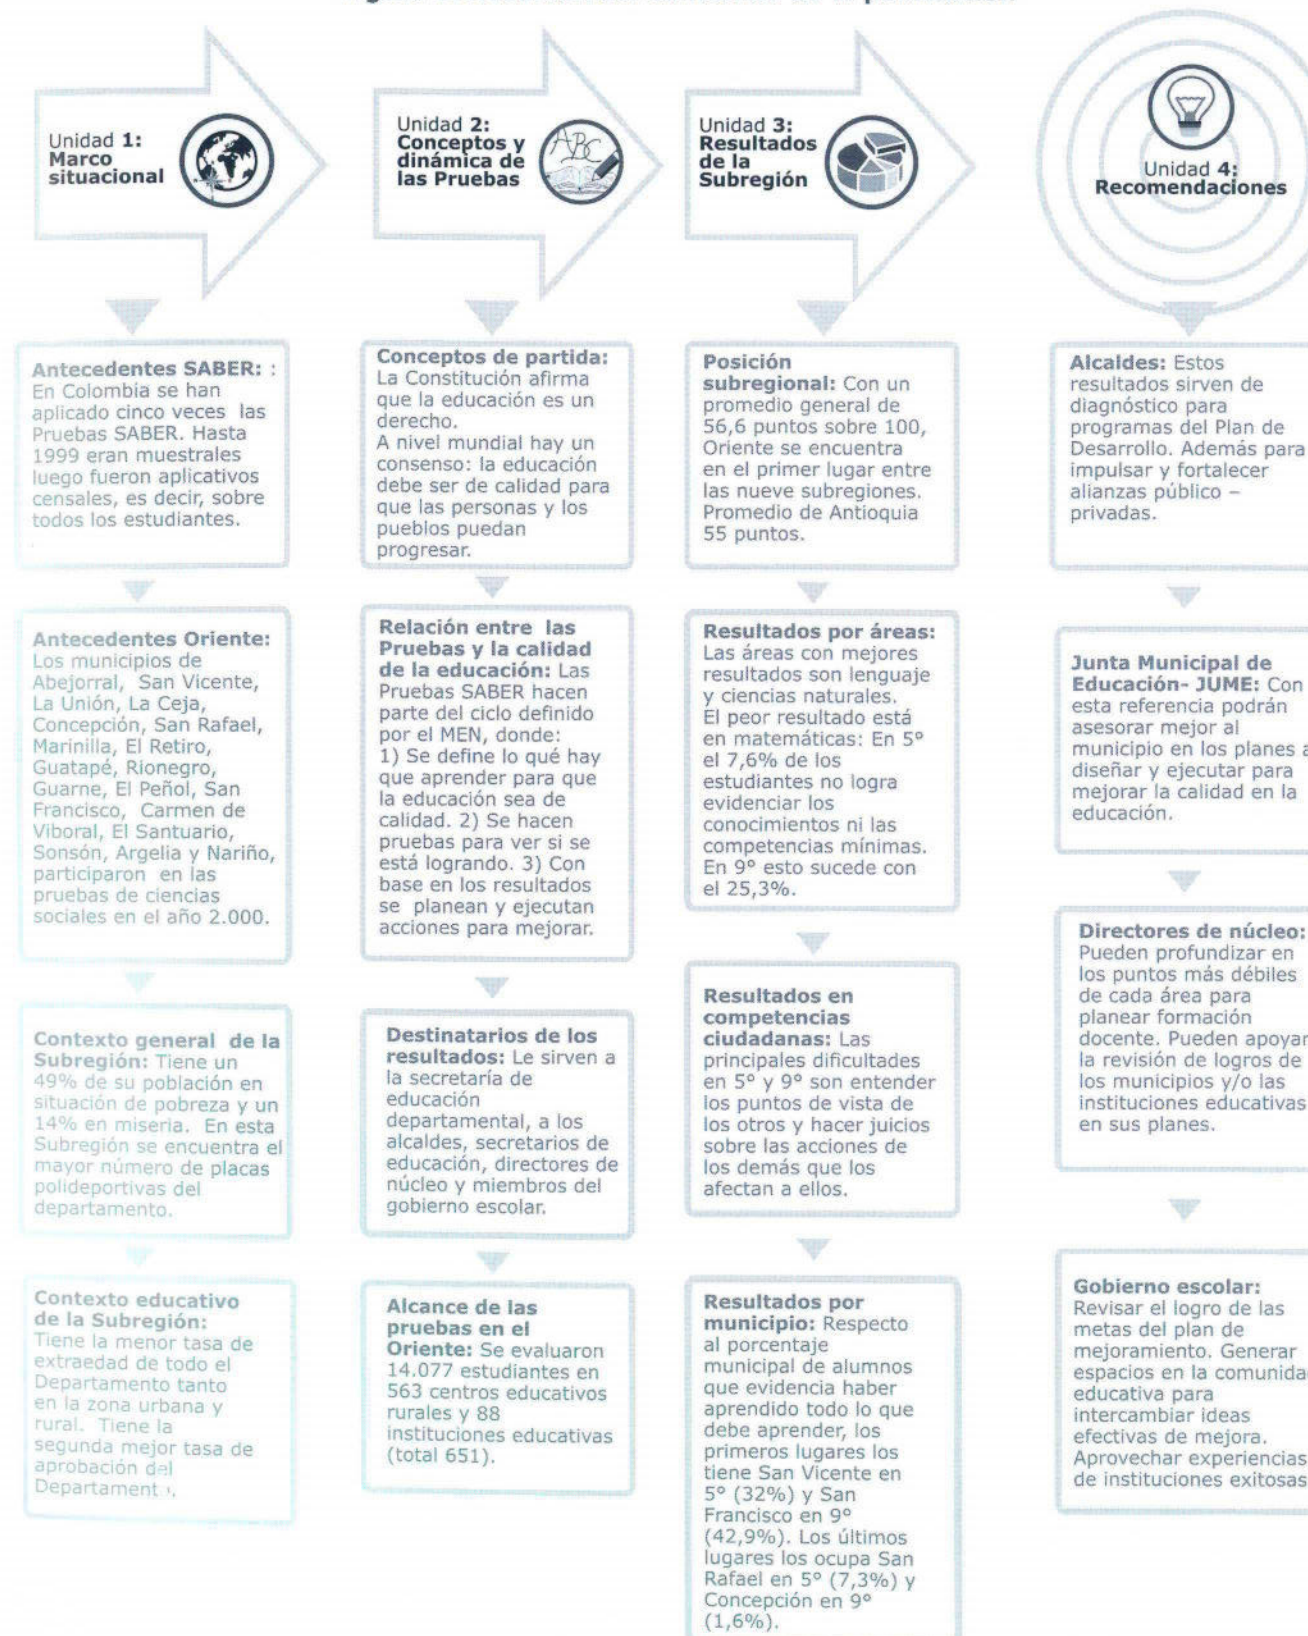 Unidad 1:
Marco
situacional
Antecedentes SABER: :
En Colombia se han
aplicado cinco veces las
Pruebas SABER. Hasta
1999 eran muestrales
luego fueron aplicativos
censales, es decir, sobre
todos los estudiantes.
Antecedentes Oriente:
Los municipios de
Abejorral, San Vicente,
La Unión, La Ceja,
Concepción, San Rafael,
Marinilla, El Retiro,
Guatapé, Rionegro,
Guarne, El Peñol, San
Francisco, Carmen de
Viboral, El Santuario,
Sonsón, Argelia y Nariño,
participaron en las
pruebas de ciencias
sociales en el año 2.000.
Contexto general de la
Subregión: Tiene un
49% de su población en
situación de pobreza y un
14% en miseria. En esta
Subregión se encuentra el
mayor número de placas
polideportivas del
departamento.
Contexto educativo
de la Subregión:
Tiene la menor tasa de
extraedad de todo el
Departamento tanto
en la zona urbana y
rural. Tiene la
segunda mejor tasa de
aprobación del
Unidad 2:
Conceptos y
dinámica de
las Pruebas
ABC
Conceptos de partida:
La Constitución afirma
que la educación es un
derecho.
A nivel mundial hay un
consenso: la educación
debe ser de calidad para
que las personas y los
pueblos puedan
progresar.
Relación entre las
Pruebas y la calidad
de la educación: Las
Pruebas SABER hacen
parte del ciclo definido
por el MEN, donde:
1) Se define lo qué hay
que aprender para que
la educación sea de
calidad. 2) Se hacen
pruebas para ver si se
está logrando. 3) Con
base en los resultados
se planean y ejecutan
acciones para mejorar.
Destinatarios de los
resultados: Le sirven a
la secretaría de
educación
departamental, a los
alcaldes, secretarios de
educación, directores de
núcleo y miembros del
gobierno escolar.
Alcance de las
pruebas en el
Oriente: Se evaluaron
14.077 estudiantes en
563 centros educativos
rurales y 88
instituciones educativas
(total 651).
Unidad 3:
Resultados
de la
Subregión
Posición
subregional: Con un
promedio general de
56,6 puntos sobre 100,
Oriente se encuentra
en el primer lugar entre
las nueve subregiones.
Promedio de Antioquia
55 puntos.
Resultados por áreas:
Las áreas con mejores
resultados son lenguaje
y ciencias naturales.
El peor resultado está
en matemáticas: En 5°
el 7,6% de los
estudiantes no logra
evidenciar los
conocimientos ni las
competencias mínimas.
En 9° esto sucede con
el 25,3%.
Resultados en
competencias
ciudadanas: Las
principales dificultades
en 5° y 9° son entender
los puntos de vista de
los otros y hacer juicios
sobre las acciones de
los demás que los
afectan a ellos.
Resultados por
municipio: Respecto
al porcentaje
municipal de alumnos
que evidencia haber
aprendido todo lo que
debe aprender, los
primeros lugares los
tiene San Vicente en
5° (32%) y San
Francisco en 9°
(42,9%). Los últimos
lugares los ocupa San
Rafael en 5° (7,3%) y
Concepción en 9°
(1,6%).
Unidad 4:
Recomendaciones
Alcaldes: Estos
resultados sirven de
diagnóstico para
programas del Plan de
Desarrollo. Además para
impulsar y fortalecer
alianzas público –
privadas.
Junta Municipal de
Educación- JUME: Con
esta referencia podrán
asesorar mejor al
municipio en los planes a
diseñar y ejecutar para
mejorar la calidad en la
educación.
Directores de núcleo:
Pueden profundizar en
los puntos más débiles
de cada área para
planear formación
docente. Pueden apoyar
la revisión de logros de
los municipios y/o las
instituciones educativas
en sus planes.
Gobierno escolar:
Revisar el logro de las
metas del plan de
mejoramiento. Generar
espacios en la
educativa para
intercambiar ideas
efectivas de mejora.
Aprovechar experiencias
de instituciones exitosas